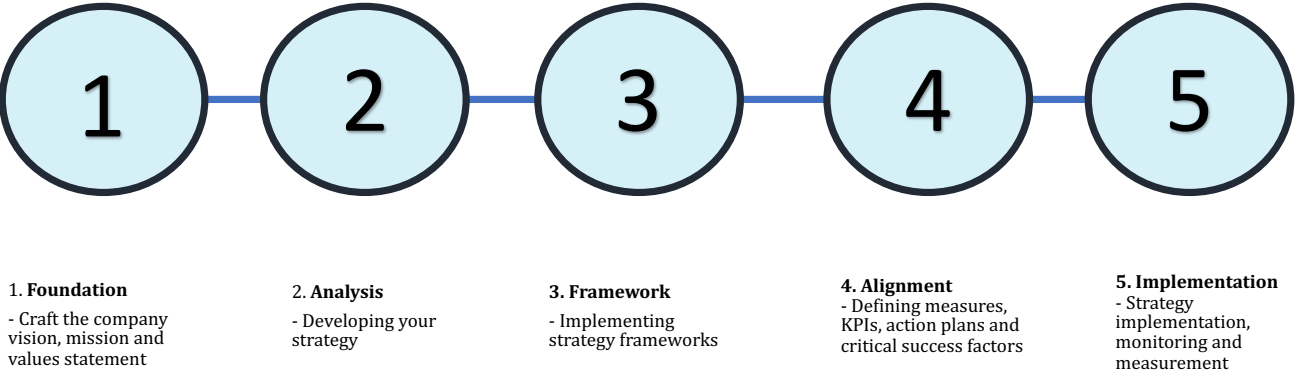 1
2
3
4
5
1. Foundation
- Craft the company
vision, mission and
values statement
2. Analysis
- Developing your
strategy
3. Framework
- Implementing
strategy frameworks
4. Alignment
- Defining measures,
KPIs, action plans and
critical success factors
5. Implementation
- Strategy
implementation,
monitoring and
measurement